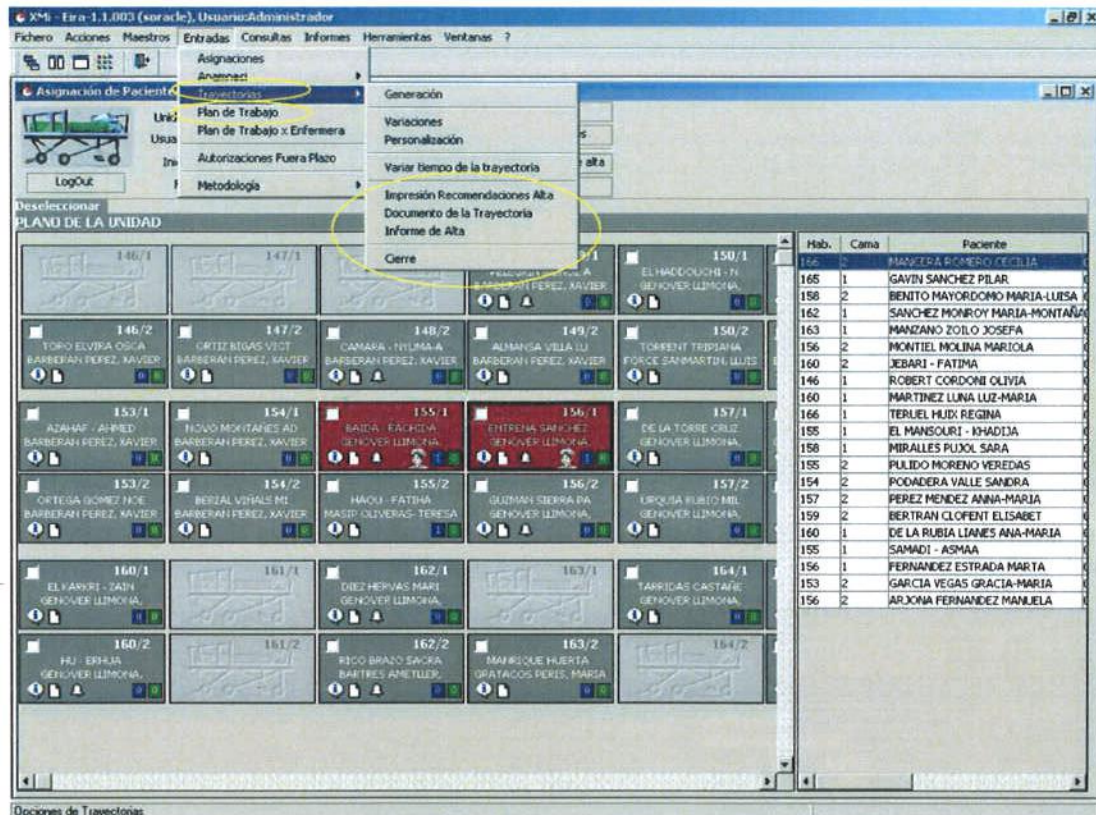 XMi - Eira-1.1.003 (soracle), Usuario:Administrador
Fichero Acciones Maestros Entradas Consultas Informes Herramientas Ventanas ?
Asignaciones
Anamnesi
Trayectorias
Plan de Trabajo
Plan de Trabajo x Enfermera
Autorizaciones Fuera Plazo
Metodología
Generación
Variaciones
Personalización
Variar tiempo de la trayectoria
Impresión Recomendaciones Alta
Documento de la Trayectoria
Informe de Alta
Cierre
Asignación de Paciente
LogOut
alta
Deseleccionar
PLANO DE LA UNIDAD
146/1 147/1 150/1
EL HADDOUCHI - N
BARBERAN PEREZ, XAVIER GENOVER LLIMONA,
146/2 147/2 148/2 149/2 150/2
TORO ELVIRA OSCA ORTIZ BIGAS VICT CAMARA - NYUMA-A ALMANSA VILLA LU TORRENT TRIPIANA
BARBERAN PEREZ, XAVIER BARBERAN PEREZ, XAVIER BARBERAN PEREZ, XAVIER BARBERAN PEREZ, XAVIER FORCE SANMARTIN, LLUIS
153/1 154/1 155/1 156/1 157/1
AZAHAF - AHMED NOVO MONTAÑES AD BAIDA - RACHIDA ENTRENA SANCHEZ DE LA TORRE CRUZ
BARBERAN PEREZ, XAVIER BARBERAN PEREZ, XAVIER GENOVER LLIMONA, GENOVER LLIMONA, GENOVER LLIMONA,
153/2 154/2 155/2 156/2 157/2
ORTEGA GOMEZ NOE BERIAL VIÑALS MI HAOU - FATIHA GUZMAN SIERRA PA URQUSA RUBIO MIL
BARBERAN PEREZ, XAVIER BARBERAN PEREZ, XAVIER MASIP OLIVERAS- TERESA GENOVER LLIMONA, GENOVER LLIMONA,
160/1 161/1 162/1 163/1 164/1
EL KARKRI - ZAIN DIEZ HERVAS MARI TARRIDAS CASTAÑE
GENOVER LLIMONA, GENOVER LLIMONA, GENOVER LLIMONA,
160/2 161/2 162/2 163/2 164/2
HU - ERHUA RICO BRAZO SACRA MANRIQUE HUERTA
GENOVER LLIMONA, BARTRES AMETLLER, GRATACOS PERIS, MARIA
Hab. Cama Paciente
166 2 MANCERA ROMERO CECILIA
165 1 GAVIN SANCHEZ PILAR
158 2 BENITO MAYORDOMO MARIA-LUISA
162 1 SANCHEZ MONROY MARIA-MONTAÑA
163 1 MANZANO ZOILO JOSEFA
156 2 MONTIEL MOLINA MARIOLA
160 2 JEBARI - FATIMA
146 1 ROBERT CORDONI OLIVIA
160 1 MARTINEZ LUNA LUZ-MARIA
166 1 TERUEL HUIX REGINA
155 1 EL MANSOURI - KHADIJA
158 1 MIRALLES PUJOL SARA
155 2 PULIDO MORENO VEREDAS
154 2 PODADERA VALLE SANDRA
157 2 PEREZ MENDEZ ANNA-MARIA
159 2 BERTRAN CLOFENT ELISABET
160 1 DE LA RUBIA LIANES ANA-MARIA
155 1 SAMADI - ASMAA
156 1 FERNANDEZ ESTRADA MARTA
153 2 GARCIA VEGAS GRACIA-MARIA
156 2 ARJONA FERNANDEZ MANUELA
Opciones de Trayectorias